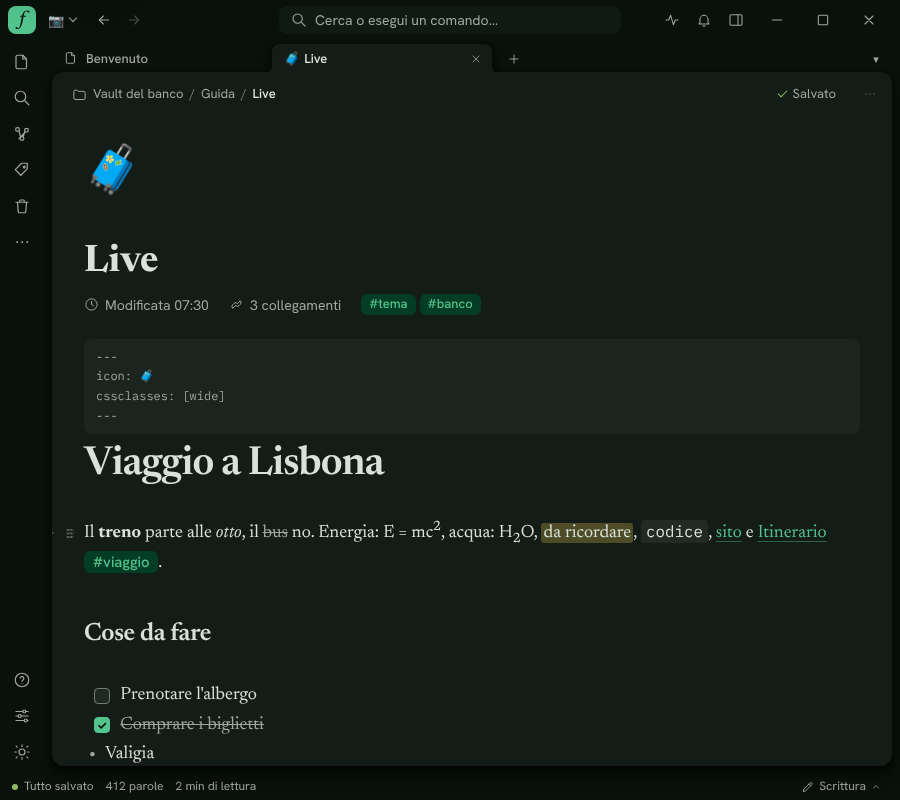 f
Cerca o esegui un comando…
Benvenuto
Live
Vault del banco / Guida / Live
Salvato
Live
Modificata 07:30
3 collegamenti
#tema
#banco
---
icon: 🧳
cssclasses: [wide]
---
Viaggio a Lisbona
Il treno parte alle otto, il bus no. Energia: E = mc², acqua: H₂O, da ricordare, codice, sito e Itinerario
#viaggio.
Cose da fare
Prenotare l'albergo
Comprare i biglietti
• Valigia
Tutto salvato
412 parole
2 min di lettura
Scrittura